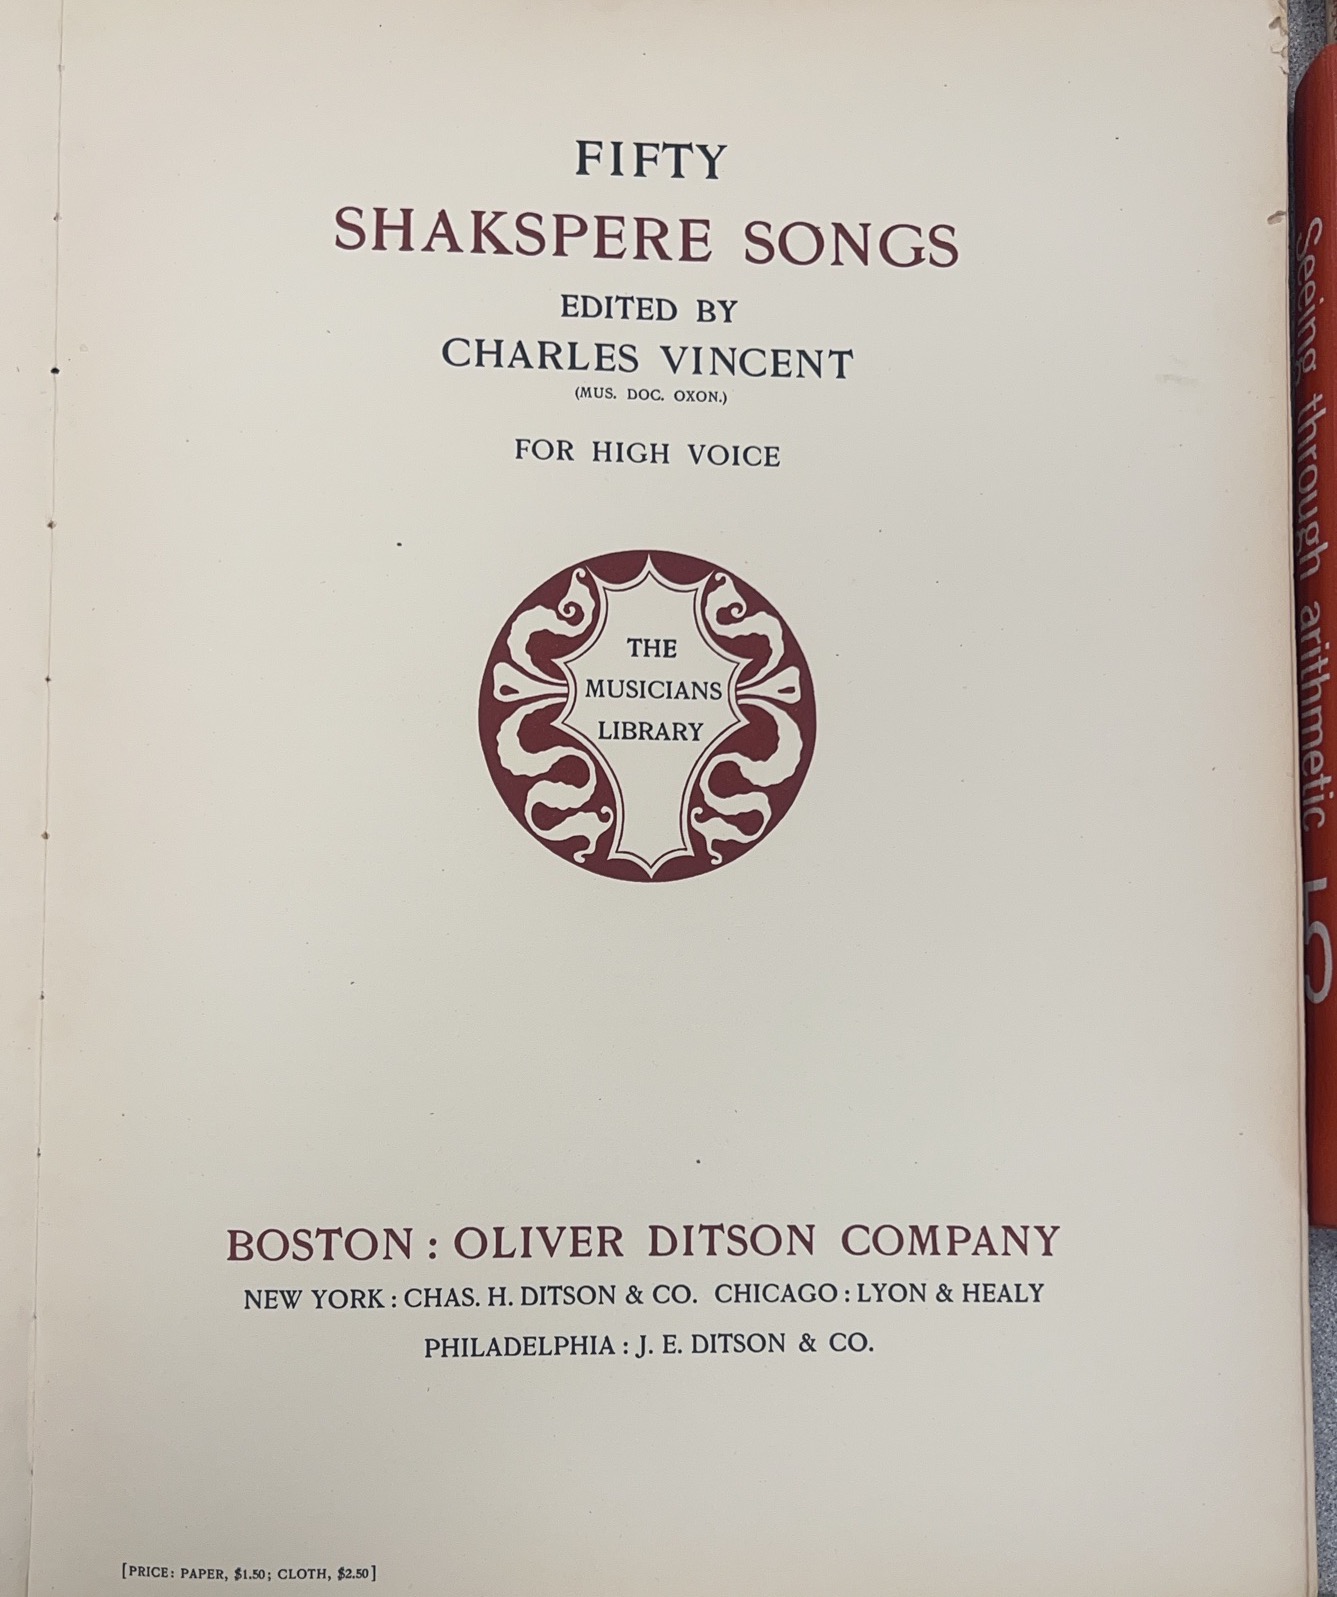 FIFTY
SHAKSPERE SONGS
EDITED BY
CHARLES VINCENT
(MUS. DOC. OXON.)
FOR HIGH VOICE
THE
MUSICIANS
LIBRARY
BOSTON : OLIVER DITSON COMPANY
NEW YORK : CHAS. H. DITSON & CO. CHICAGO : LYON & HEALY
PHILADELPHIA : J. E. DITSON & CO.
[PRICE: PAPER, $1.50; CLOTH, $2.50]
Seeing through arithmetic 5